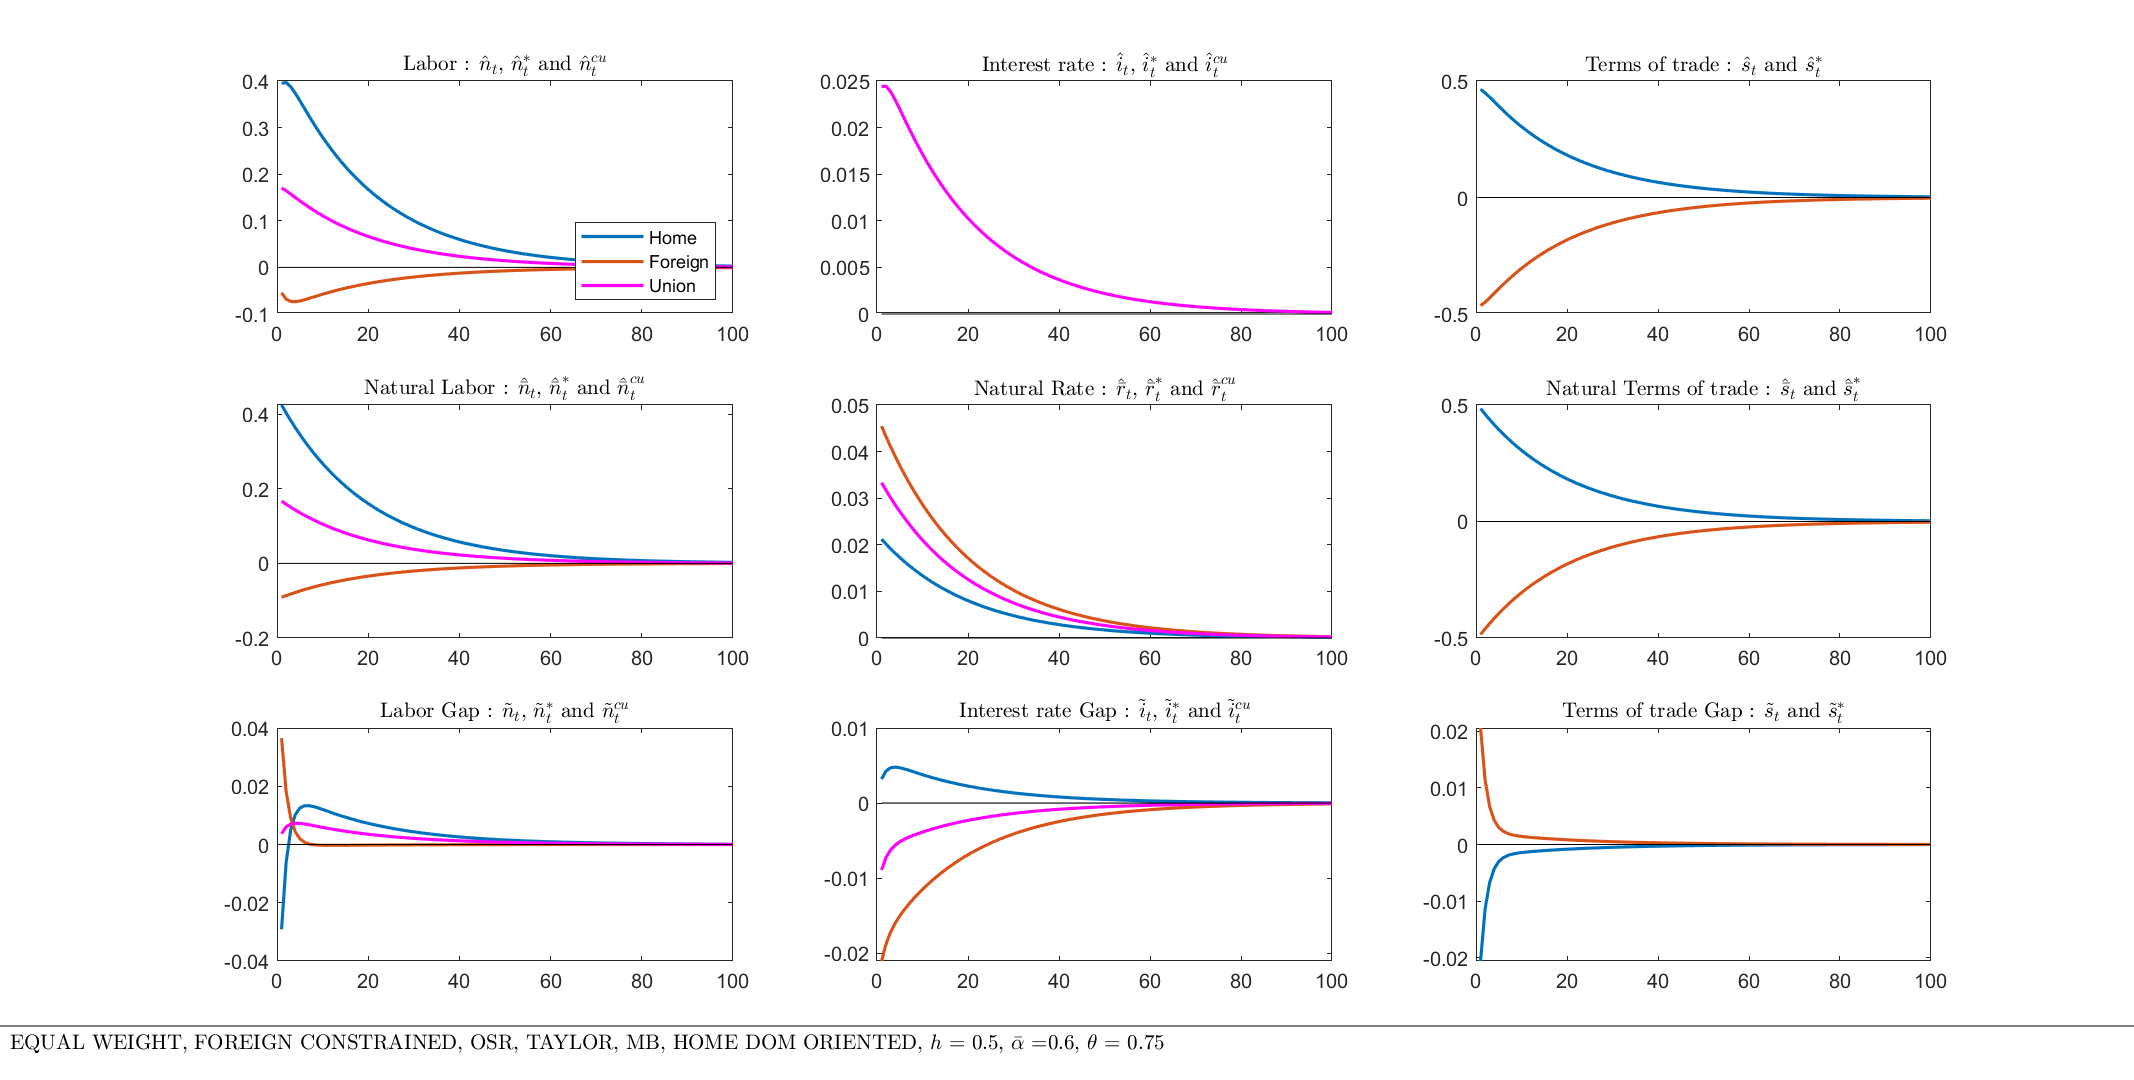 Labor : n̂ₜ, n̂ₜ* and n̂ₜᶜᵘ
0.4
0.3
0.2
0.1
0
-0.1
0 20 40 60 80 100
Home
Foreign
Union
Interest rate : îₜ, îₜ* and îₜᶜᵘ
0.025
0.02
0.015
0.01
0.005
0
0 20 40 60 80 100
Terms of trade : ŝₜ and ŝₜ*
0.5
0
-0.5
0 20 40 60 80 100
Natural Labor : n̄̂ₜ, n̄̂ₜ* and n̄̂ₜᶜᵘ
0.4
0.2
0
-0.2
0 20 40 60 80 100
Natural Rate : r̄̂ₜ, r̄̂ₜ* and r̄̂ₜᶜᵘ
0.05
0.04
0.03
0.02
0.01
0
0 20 40 60 80 100
Natural Terms of trade : s̄̂ₜ and s̄̂ₜ*
0.5
0
-0.5
0 20 40 60 80 100
Labor Gap : ñₜ, ñₜ* and ñₜᶜᵘ
0.04
0.02
0
-0.02
-0.04
0 20 40 60 80 100
Interest rate Gap : ĩₜ, ĩₜ* and ĩₜᶜᵘ
0.01
0
-0.01
-0.02
0 20 40 60 80 100
Terms of trade Gap : s̃ₜ and s̃ₜ*
0.02
0.01
0
-0.01
-0.02
0 20 40 60 80 100
EQUAL WEIGHT, FOREIGN CONSTRAINED, OSR, TAYLOR, MB, HOME DOM ORIENTED, h = 0.5, ᾱ =0.6, θ = 0.75